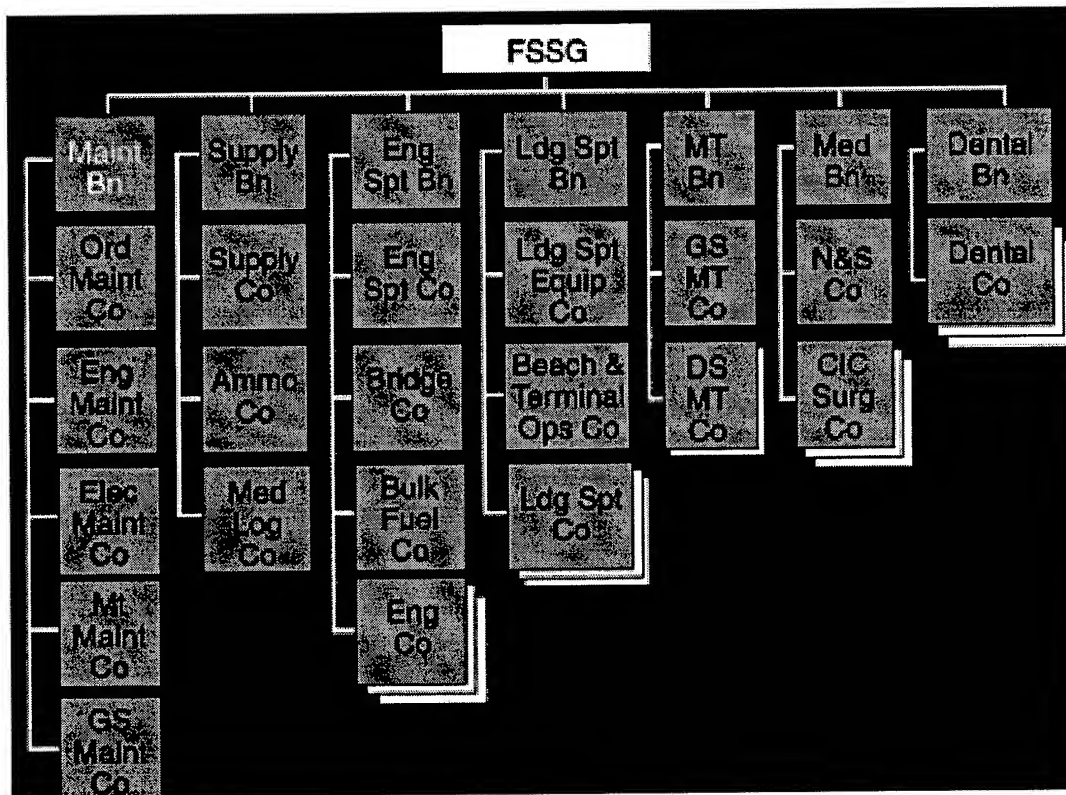 FSSG
Maint
Bn
Ord
Maint
Co
Eng
Maint
Co
Elec
Maint
Co
Mt
Maint
Co
GS
Maint
Co
Supply
Bn
Supply
Co
Ammo
Co
Med
Log
Co
Eng
Spt Bn
Eng
Spt Co
Bridge
Co
Bulk
Fuel
Co
Eng
Co
Ldg Spt
Bn
Ldg Spt
Equip
Co
Beach &
Terminal
Ops Co
Ldg Spt
Co
MT
Bn
GS
MT
Co
DS
MT
Co
Med
Bn
N&S
Co
CIC
Surg
Co
Dental
Bn
Dental
Co